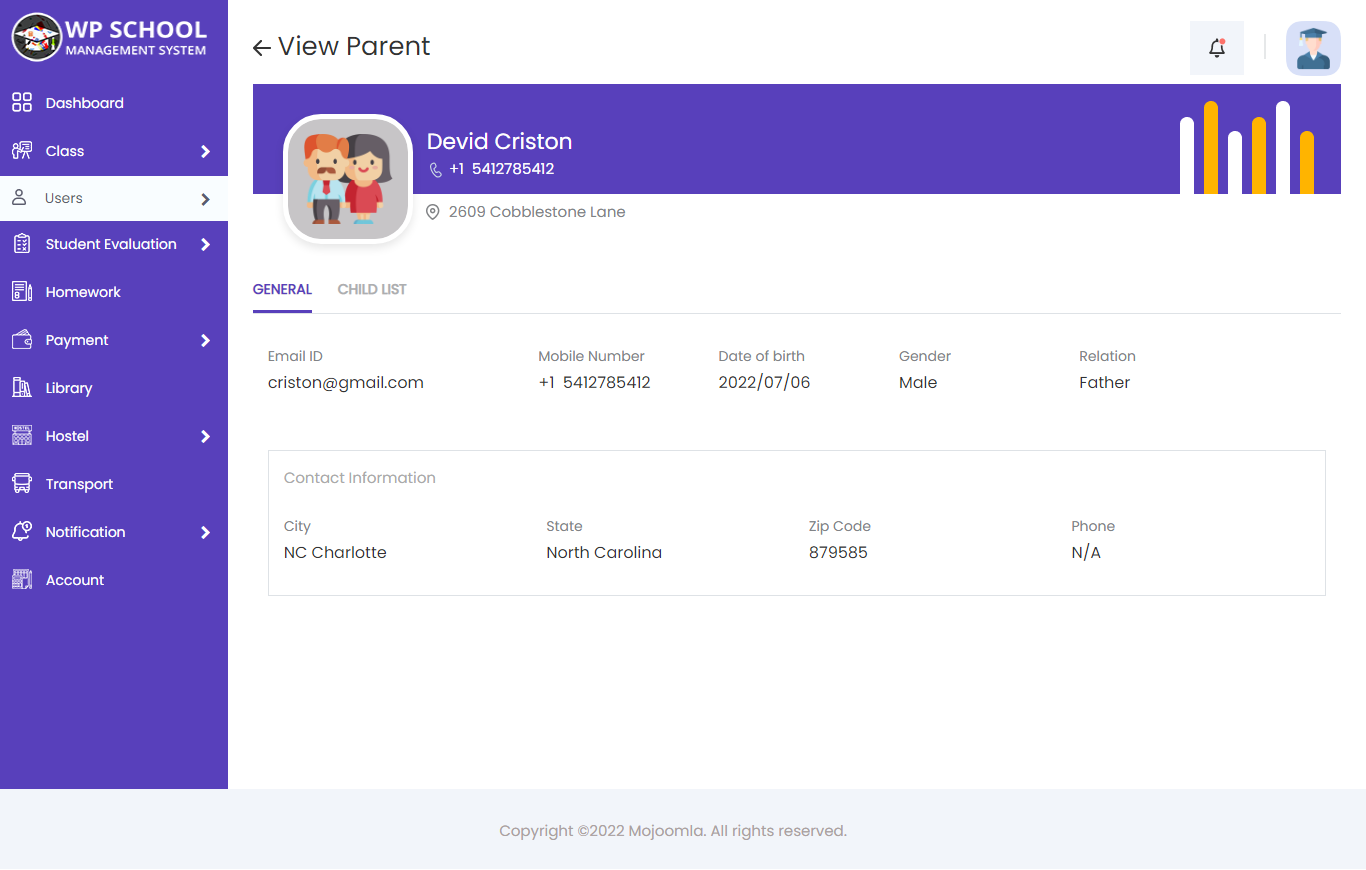 WP SCHOOL
MANAGEMENT SYSTEM
Dashboard
Class
Users
Student Evaluation
Homework
Payment
Library
HOSTEL
Hostel
Transport
Notification
Account
View Parent
Devid Criston
+1 5412785412
2609 Cobblestone Lane
GENERAL CHILD LIST
Email ID Mobile Number Date of birth Gender Relation
criston@gmail.com +1 5412785412 2022/07/06 Male Father
Contact Information
City State Zip Code Phone
NC Charlotte North Carolina 879585 N/A
Copyright ©2022 Mojoomla. All rights reserved.